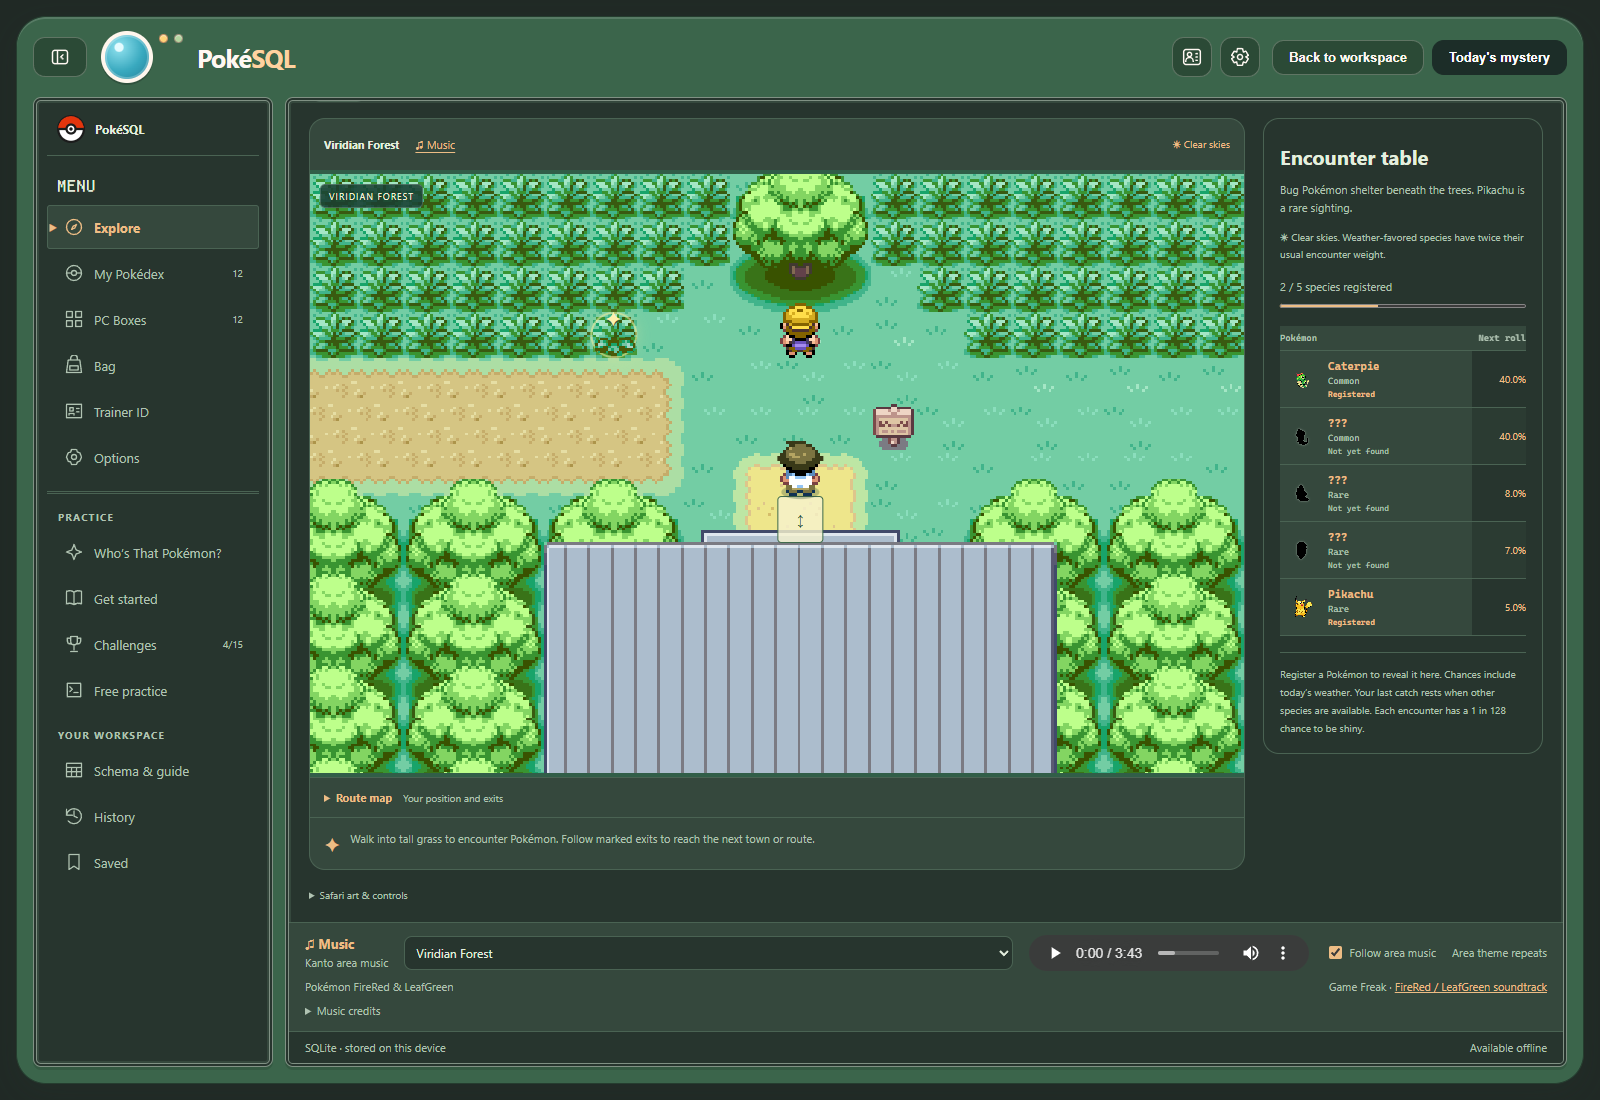 PokéSQL
Back to workspace
Today's mystery
PokéSQL
MENU
Explore
My Pokédex 12
PC Boxes 12
Bag
Trainer ID
Options
PRACTICE
Who's That Pokémon?
Get started
Challenges 4/15
Free practice
YOUR WORKSPACE
Schema & guide
History
Saved
Viridian Forest
Music
Clear skies
VIRIDIAN FOREST
Route map Your position and exits
Walk into tall grass to encounter Pokémon. Follow marked exits to reach the next town or route.
Safari art & controls
Encounter table
Bug Pokémon shelter beneath the trees. Pikachu is
a rare sighting.
Clear skies. Weather-favored species have twice their
usual encounter weight.
2 / 5 species registered
Pokémon Next roll
Caterpie
Common
Registered
40.0%
???
Common
Not yet found
40.0%
???
Rare
Not yet found
8.0%
???
Rare
Not yet found
7.0%
Pikachu
Rare
Registered
5.0%
Register a Pokémon to reveal it here. Chances include
today's weather. Your last catch rests when other
species are available. Each encounter has a 1 in 128
chance to be shiny.
Music
Kanto area music
Viridian Forest
0:00 / 3:43
Follow area music
Area theme repeats
Pokémon FireRed & LeafGreen
Game Freak · FireRed / LeafGreen soundtrack
Music credits
SQLite · stored on this device
Available offline